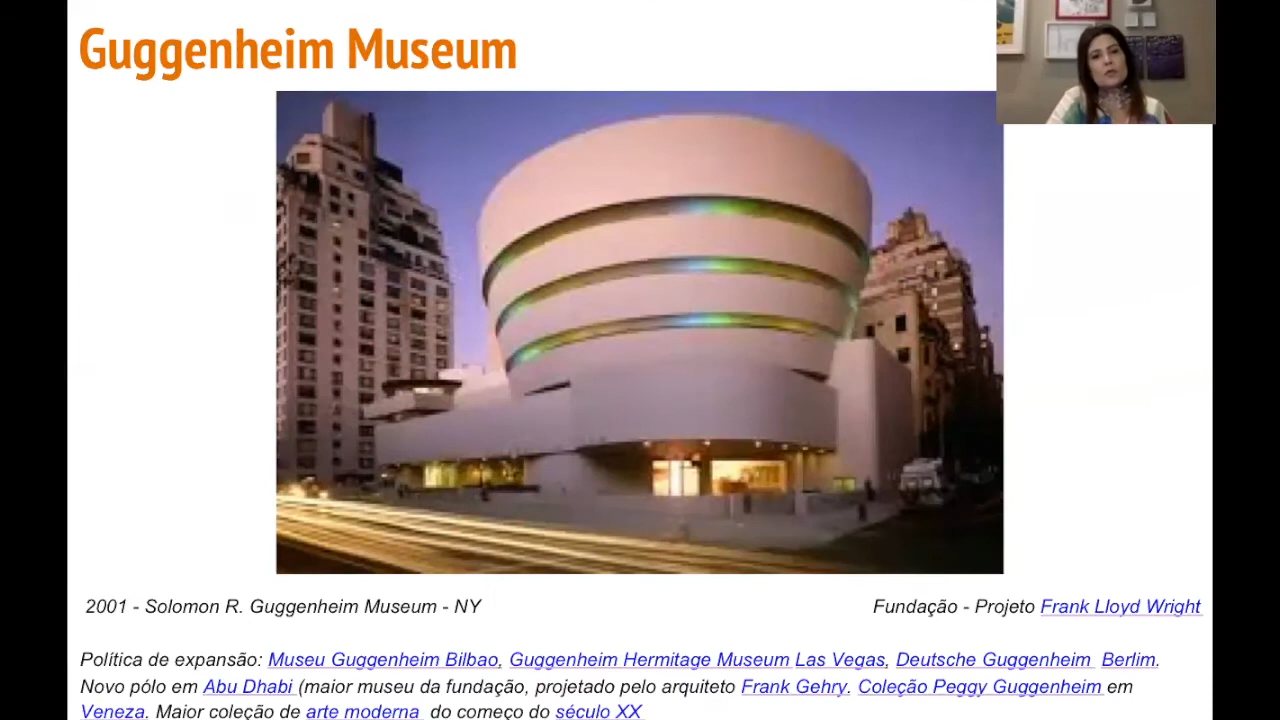 Guggenheim Museum
2001 - Solomon R. Guggenheim Museum - NY
Fundação - Projeto Frank Lloyd Wright
Política de expansão: Museu Guggenheim Bilbao, Guggenheim Hermitage Museum Las Vegas, Deutsche Guggenheim Berlim.
Novo pólo em Abu Dhabi (maior museu da fundação, projetado pelo arquiteto Frank Gehry. Coleção Peggy Guggenheim em
Veneza. Maior coleção de arte moderna do começo do século XX